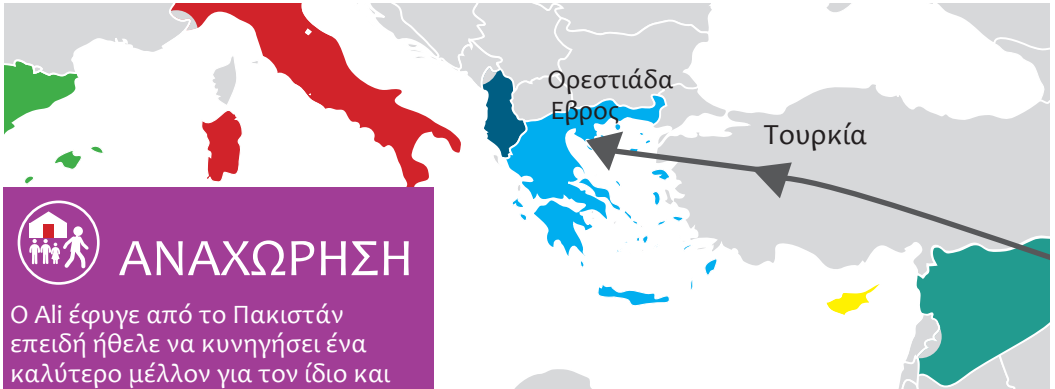 Ορεστιάδα
Εβρος
Τουρκία
ΑΝΑΧΩΡΗΣΗ
Ο Ali έφυγε από το Πακιστάν
επειδή ήθελε να κυνηγήσει ένα
καλύτερο μέλλον για τον ίδιο και